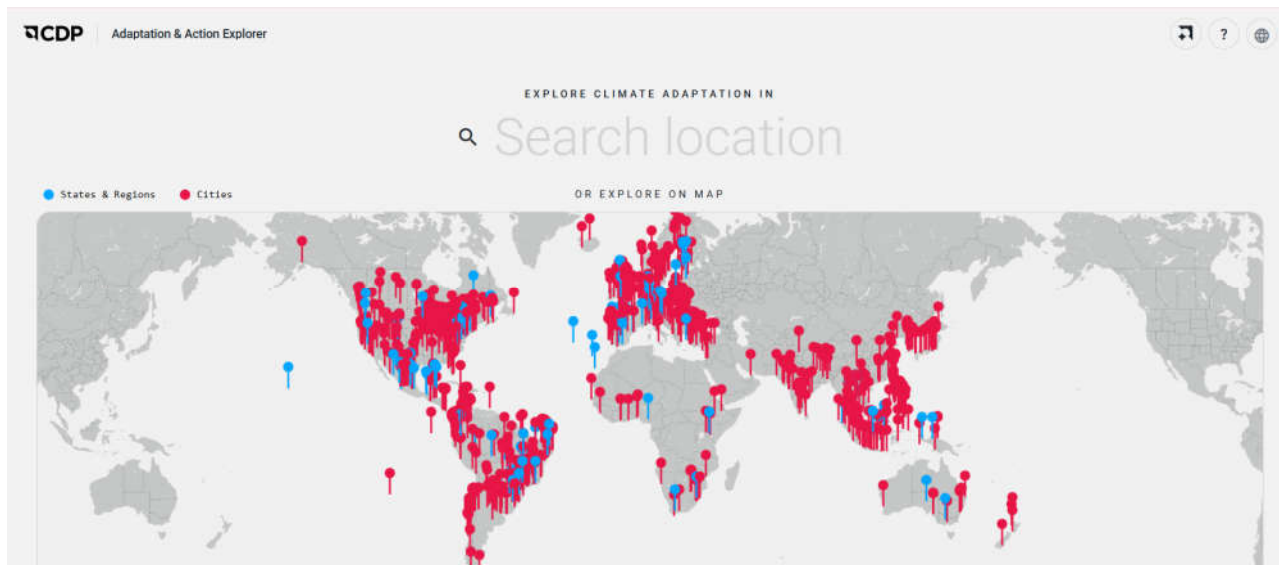 CDP Adaptation & Action Explorer ?
EXPLORE CLIMATE ADAPTATION IN
Search location
States & Regions Cities OR EXPLORE ON MAP